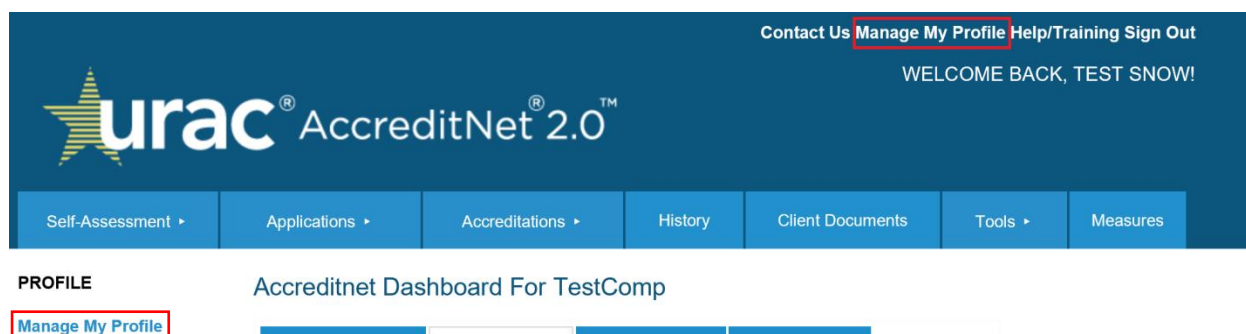 Contact Us Manage My Profile Help/Training Sign Out
WELCOME BACK, TEST SNOW!
urac® AccreditNet® 2.0™
Self-Assessment ▸ Applications ▸ Accreditations ▸ History Client Documents Tools ▸ Measures
PROFILE
Accreditnet Dashboard For TestComp
Manage My Profile